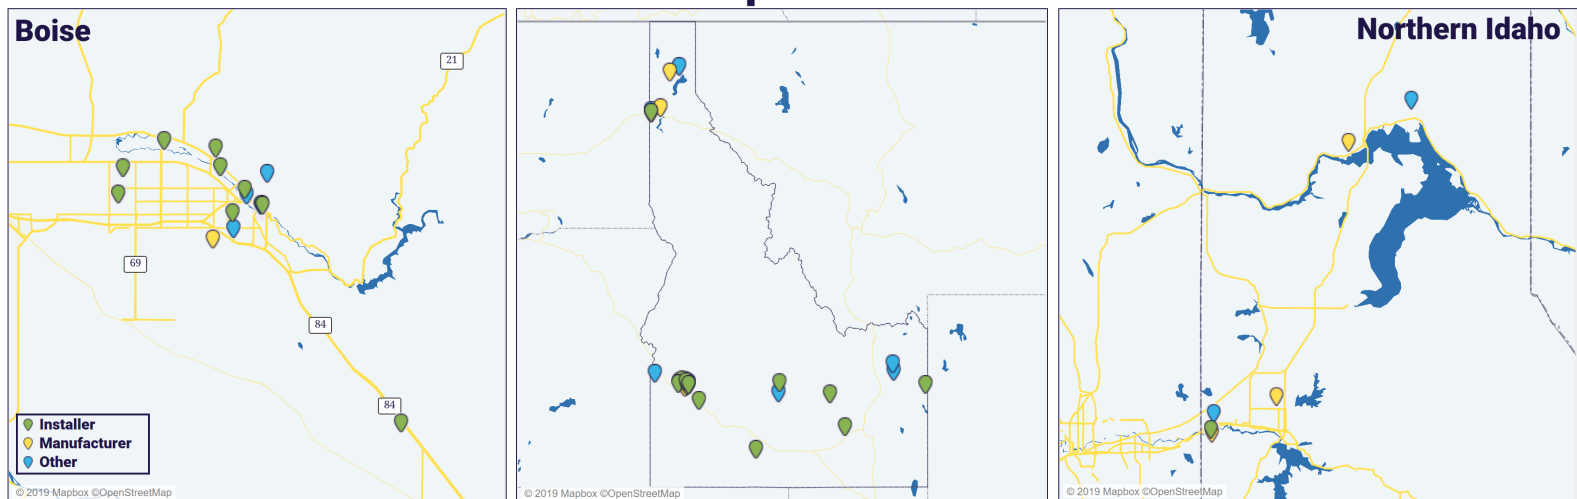 Boise
21
69
84
84
Installer
Manufacturer
Other
© 2019 Mapbox ©OpenStreetMap
© 2019 Mapbox ©OpenStreetMap
Northern Idaho
© 2019 Mapbox ©OpenStreetMap